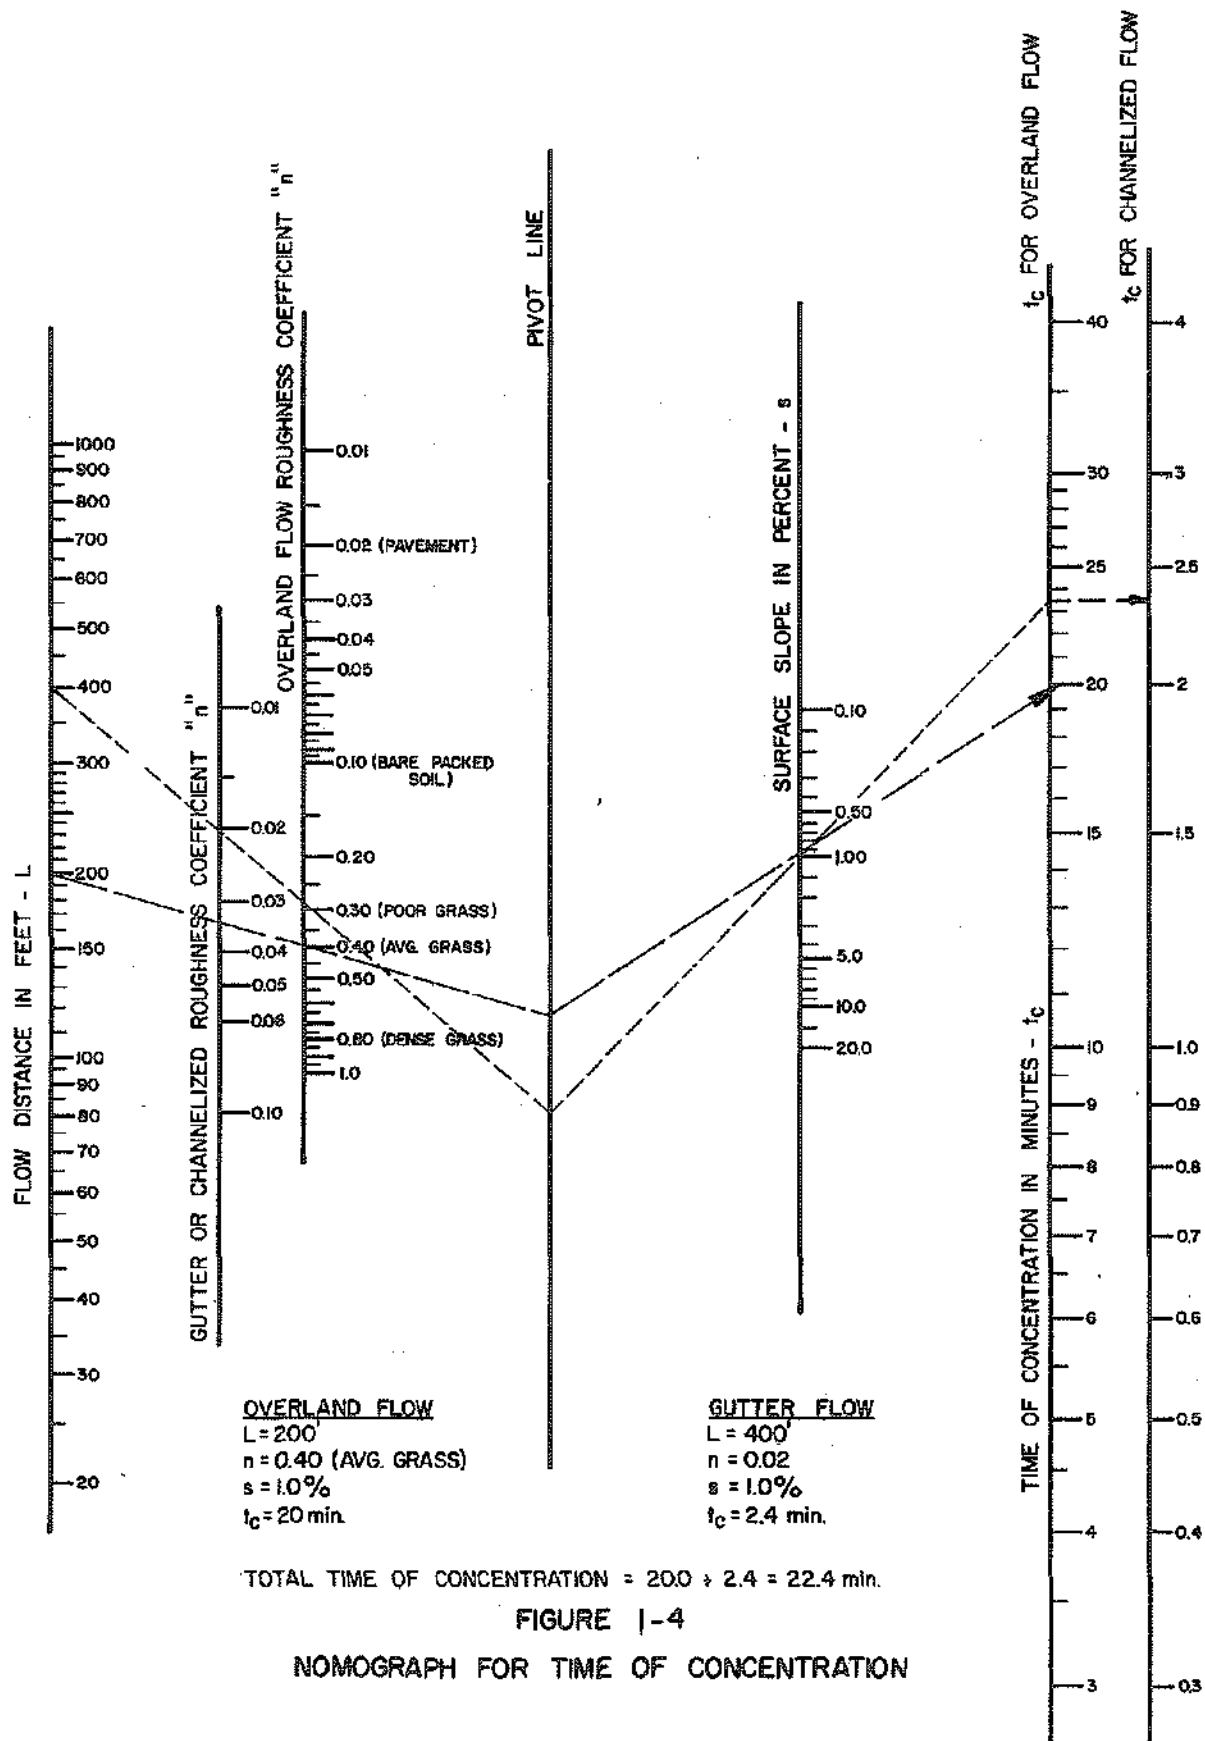 FLOW DISTANCE IN FEET - L
1000
900
800
700
600
500
400
300
200
150
100
90
80
70
60
50
40
30
20
GUTTER OR CHANNELIZED ROUGHNESS COEFFICIENT "n"
0.01
0.02
0.03
0.04
0.05
0.06
0.10
OVERLAND FLOW ROUGHNESS COEFFICIENT "n"
0.01
0.02 (PAVEMENT)
0.03
0.04
0.05
0.10 (BARE PACKED
SOIL)
0.20
0.30 (POOR GRASS)
0.40 (AVG. GRASS)
0.50
0.80 (DENSE GRASS)
1.0
PIVOT LINE
SURFACE SLOPE IN PERCENT - s
0.10
0.50
1.00
5.0
10.0
20.0
TIME OF CONCENTRATION IN MINUTES - tc
tc FOR OVERLAND FLOW
40
30
25
20
15
10
9
8
7
6
5
4
3
tc FOR CHANNELIZED FLOW
4
3
2.5
2
1.5
1.0
0.9
0.8
0.7
0.6
0.5
0.4
0.3
OVERLAND FLOW
L = 200'
n = 0.40 (AVG. GRASS)
s = 1.0%
tc = 20 min.
GUTTER FLOW
L = 400'
n = 0.02
s = 1.0%
tc = 2.4 min.
TOTAL TIME OF CONCENTRATION = 20.0 + 2.4 = 22.4 min.
FIGURE 1-4
NOMOGRAPH FOR TIME OF CONCENTRATION